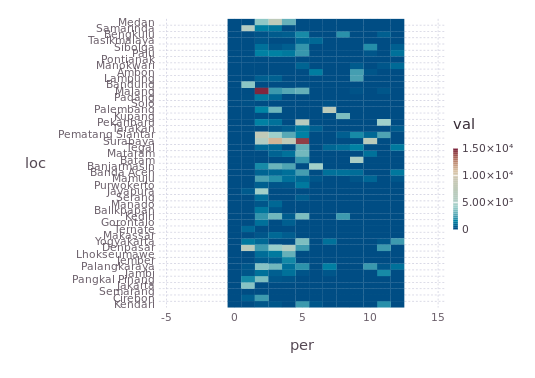 Medan
Samarinda
Bengkulu
Tasikmalaya
Sibolga
Palu
Pontianak
Manokwari
Ambon
Lampung
Bandung
Malang
Padang
Solo
Palembang
Kupang
Pekanbaru
Tarakan
Pematang Siantar
Surabaya
Tegal
Mataram
Batam
Banjarmasin
Banda Aceh
Mamuju
Purwokerto
Jayapura
Serang
Manado
Balikpapan
Kediri
Gorontalo
Ternate
Makassar
Yogyakarta
Denpasar
Lhokseumawe
Jember
Palangkaraya
Jambi
Pangkal Pinang
Jakarta
Semarang
Cirebon
Kendari
loc
-5 0 5 10 15
per
val
1.50×10⁴
1.00×10⁴
5.00×10³
0